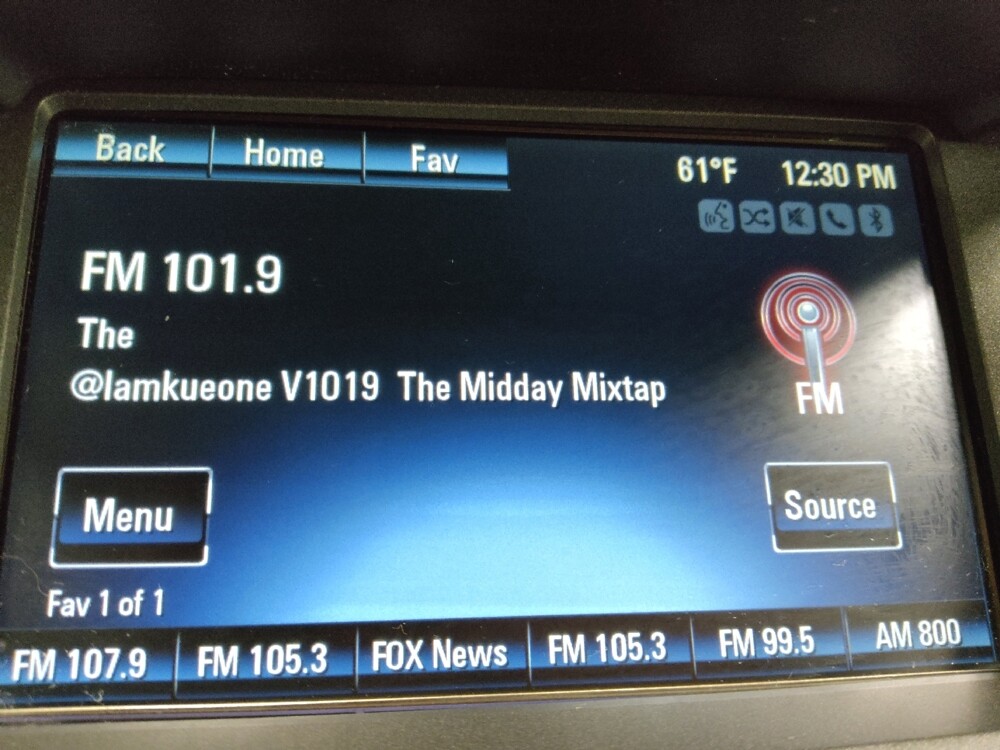 Back Home Fav 61°F 12:30 PM
FM 101.9
The
@Iamkueone V1019 The Midday Mixtap
FM
Menu Source
Fav 1 of 1
FM 107.9 FM 105.3 FOX News FM 105.3 FM 99.5 AM 800